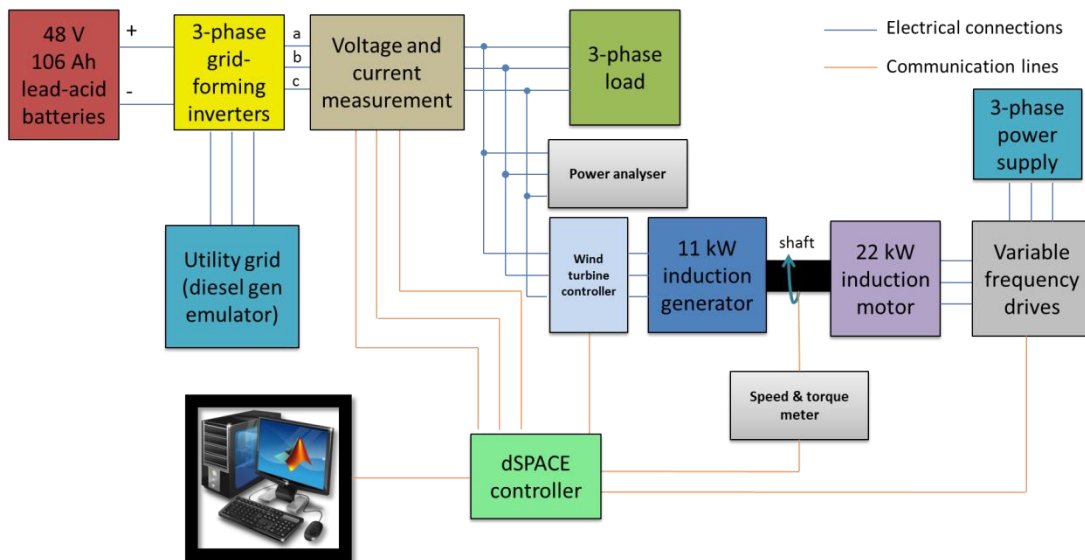 48 V
106 Ah
lead-acid
batteries
+
-
3-phase
grid-
forming
inverters
a
b
c
Voltage and
current
measurement
3-phase
load
Electrical connections
Communication lines
3-phase
power
supply
Power analyser
Utility grid
(diesel gen
emulator)
Wind
turbine
controller
11 kW
induction
generator
shaft
22 kW
induction
motor
Variable
frequency
drives
Speed & torque
meter
dSPACE
controller